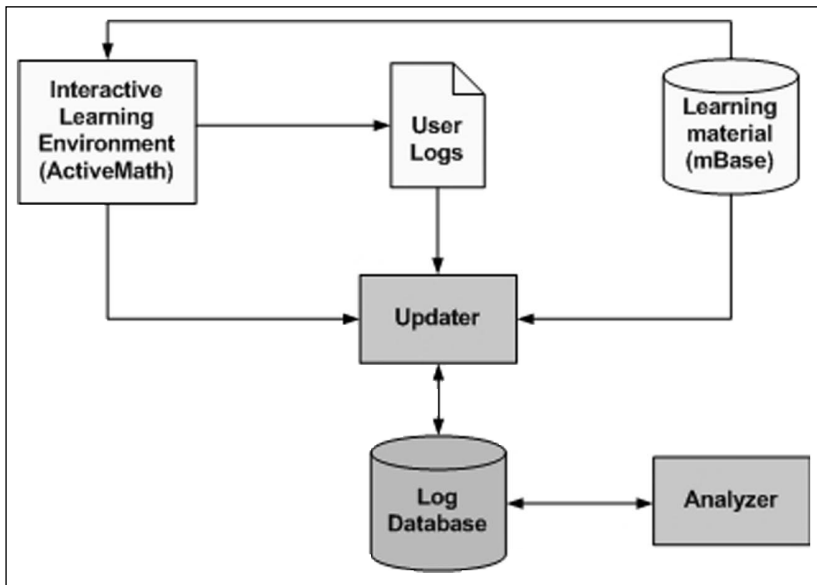 Interactive
Learning
Environment
(ActiveMath)
User
Logs
Learning
material
(mBase)
Updater
Log
Database
Analyzer